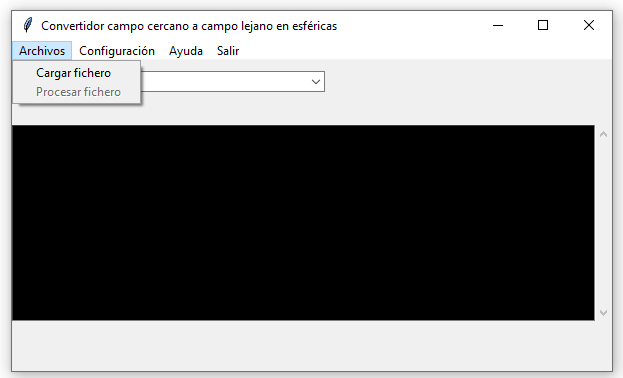 Convertidor campo cercano a campo lejano en esféricas
Archivos Configuración Ayuda Salir
Cargar fichero
Procesar fichero